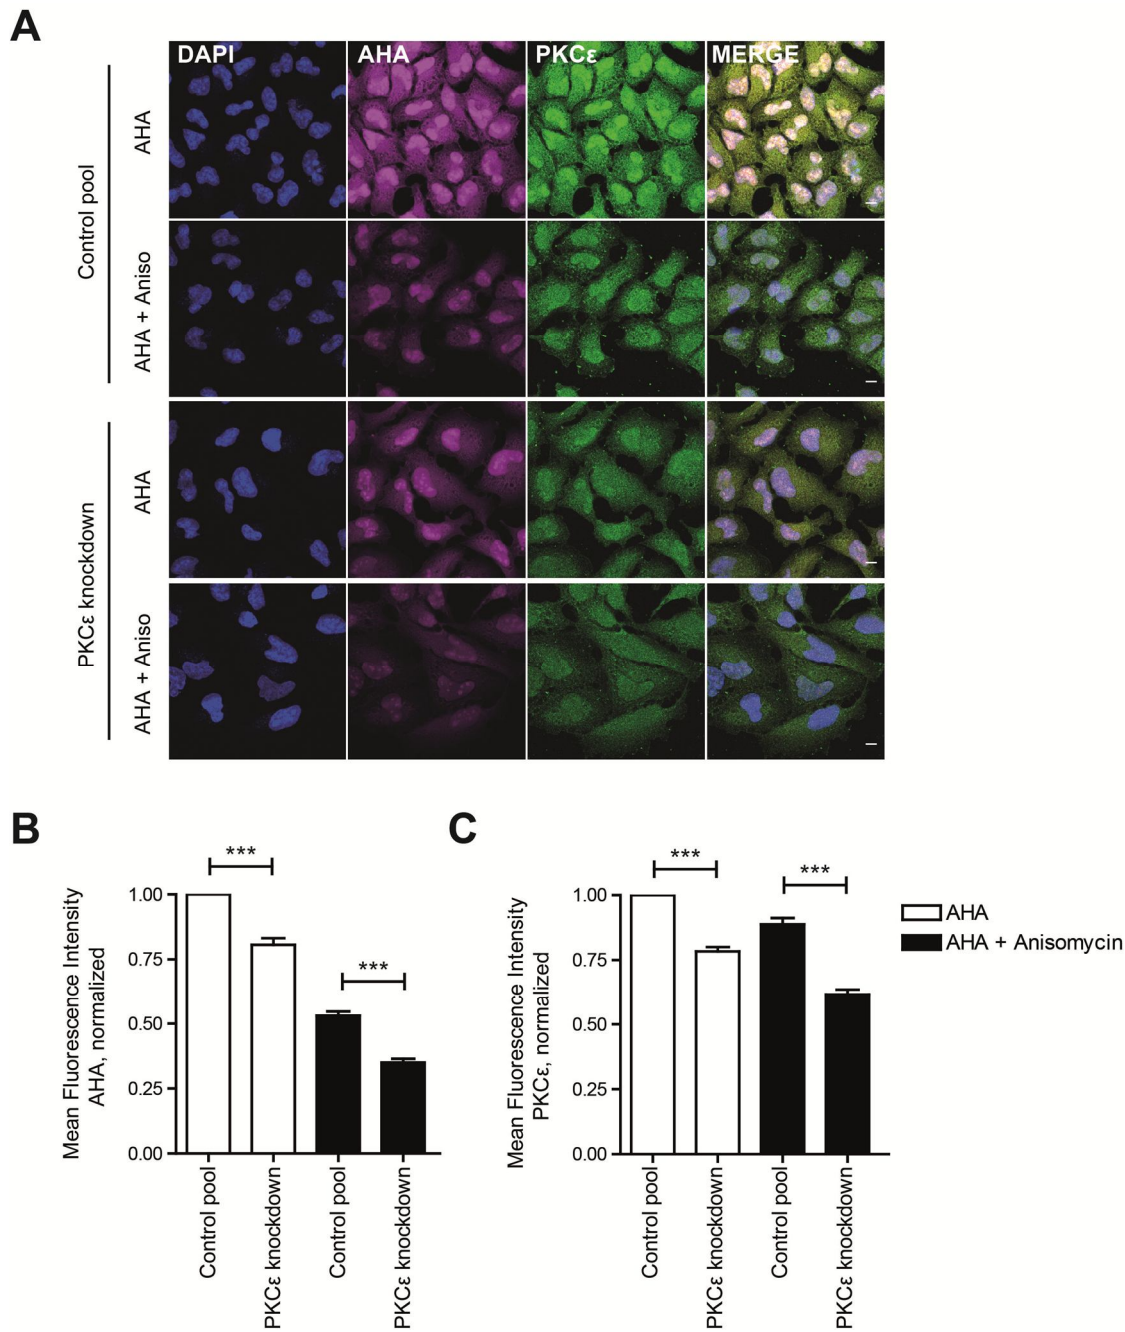 A
DAPI AHA PKCε MERGE
Control pool
AHA
AHA + Aniso
PKCε knockdown
AHA
AHA + Aniso
B
Mean Fluorescence Intensity
AHA, normalized
1.00
0.75
0.50
0.25
0.00
***
***
Control pool
PKCε knockdown
Control pool
PKCε knockdown
C
Mean Fluorescence Intensity
PKCε, normalized
1.00
0.75
0.50
0.25
0.00
***
***
Control pool
PKCε knockdown
Control pool
PKCε knockdown
AHA
AHA + Anisomycin